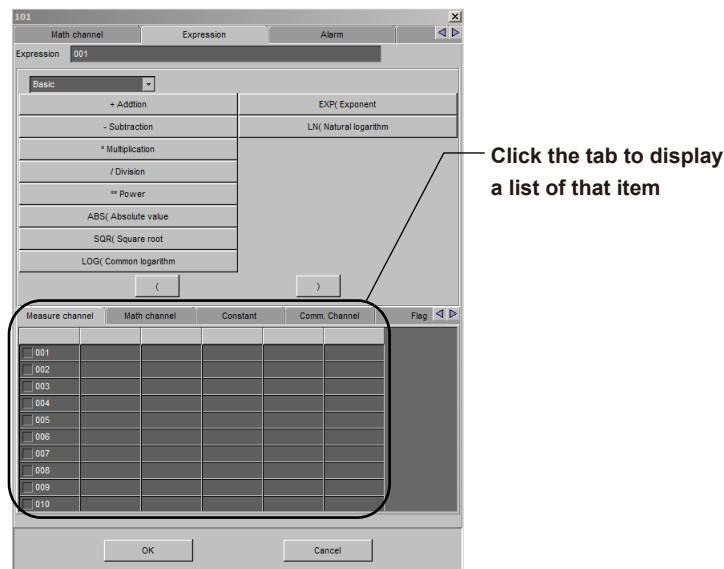 101
Math channel Expression Alarm
Expression 001
Basic
+ Addtion EXP( Exponent
- Subtraction LN( Natural logarithm
* Multiplication
/ Division
** Power
ABS( Absolute value
SQR( Square root
LOG( Common logarithm
( )
Click the tab to display
a list of that item
Measure channel Math channel Constant Comm. Channel Flag
001
002
003
004
005
006
007
008
009
010
OK Cancel